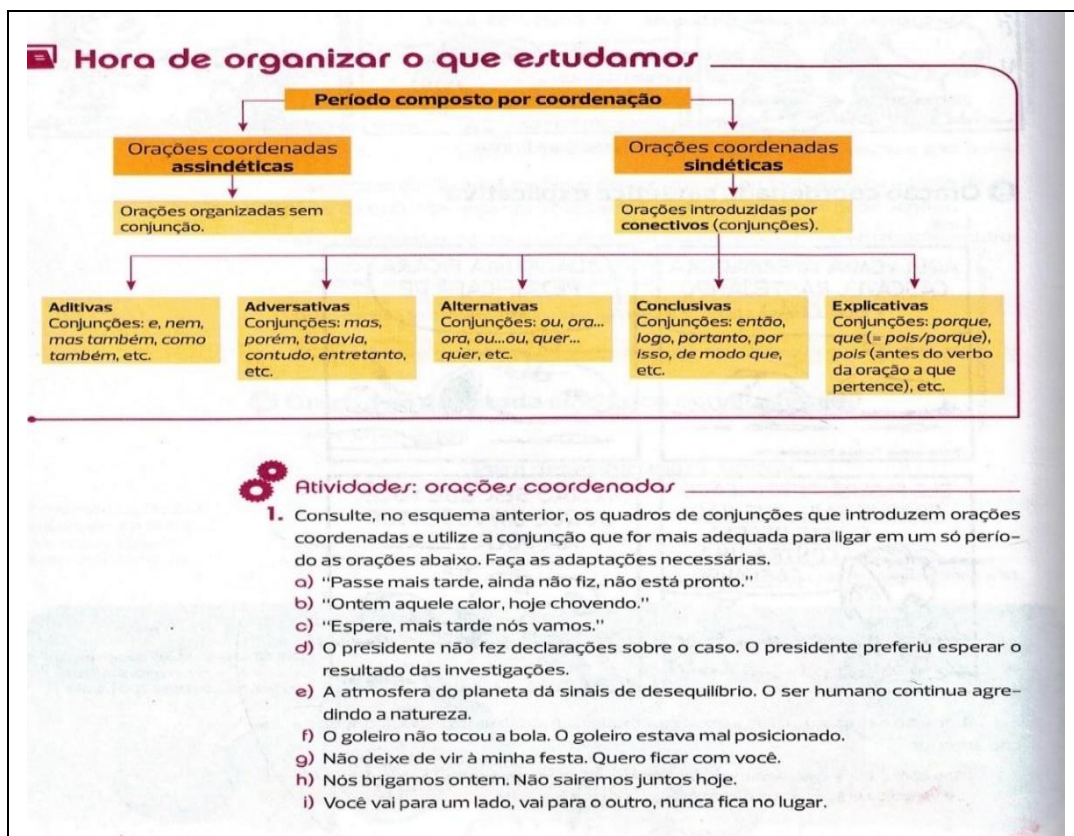 Hora de organizar o que estudamos
Período composto por coordenação
Orações coordenadas
assindéticas
Orações coordenadas
sindéticas
Orações organizadas sem
conjunção.
Orações introduzidas por
conectivos (conjunções).
Aditivas
Conjunções: e, nem,
mas também, como
também, etc.
Adversativas
Conjunções: mas,
porém, todavia,
contudo, entretanto,
etc.
Alternativas
Conjunções: ou, ora...
ora, ou...ou, quer...
quer, etc.
Conclusivas
Conjunções: então,
logo, portanto, por
isso, de modo que,
etc.
Explicativas
Conjunções: porque,
que (= pois/porque),
pois (antes do verbo
da oração a que
pertence), etc.
Atividades: orações coordenadas
1. Consulte, no esquema anterior, os quadros de conjunções que introduzem orações
coordenadas e utilize a conjunção que for mais adequada para ligar em um só perío-
do as orações abaixo. Faça as adaptações necessárias.
a) "Passe mais tarde, ainda não fiz, não está pronto."
b) "Ontem aquele calor, hoje chovendo."
c) "Espere, mais tarde nós vamos."
d) O presidente não fez declarações sobre o caso. O presidente preferiu esperar o
resultado das investigações.
e) A atmosfera do planeta dá sinais de desequilíbrio. O ser humano continua agre-
dindo a natureza.
f) O goleiro não tocou a bola. O goleiro estava mal posicionado.
g) Não deixe de vir à minha festa. Quero ficar com você.
h) Nós brigamos ontem. Não sairemos juntos hoje.
i) Você vai para um lado, vai para o outro, nunca fica no lugar.